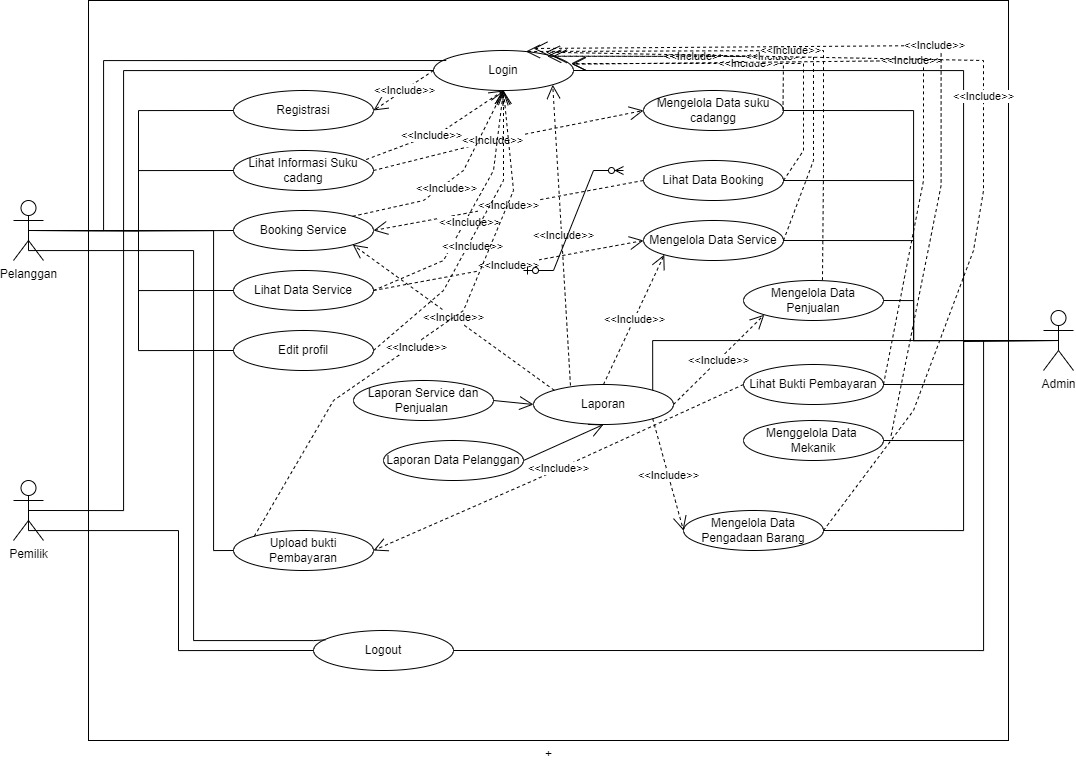 <<Include>>
<<Include>>
<<Include>>
<<Include>>
<<Include>>
Login
<<Include>>
<<Include>>
Registrasi
Mengelola Data suku
cadangg
<<Include>>
<<Include>>
Lihat Informasi Suku
cadang
Lihat Data Booking
<<Include>>
<<Include>>
Booking Service
<<Include>>
<<Include>>
Mengelola Data Service
<<Include>>
<<Include>>
Pelanggan
Lihat Data Service
Mengelola Data
Penjualan
<<Include>>
<<Include>>
<<Include>>
Edit profil
<<Include>>
Admin
Lihat Bukti Pembayaran
Laporan Service dan
Penjualan
Laporan
Menggelola Data
Mekanik
Laporan Data Pelanggan
<<Include>>
<<Include>>
Mengelola Data
Pengadaan Barang
Pemilik
Upload bukti
Pembayaran
Logout
+